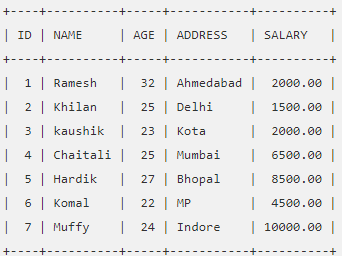 +----+----------+-----+-----------+----------+
| ID | NAME     | AGE | ADDRESS   | SALARY   |
+----+----------+-----+-----------+----------+
|  1 | Ramesh   |  32 | Ahmedabad |  2000.00 |
|  2 | Khilan   |  25 | Delhi     |  1500.00 |
|  3 | kaushik  |  23 | Kota      |  2000.00 |
|  4 | Chaitali |  25 | Mumbai    |  6500.00 |
|  5 | Hardik   |  27 | Bhopal    |  8500.00 |
|  6 | Komal    |  22 | MP        |  4500.00 |
|  7 | Muffy    |  24 | Indore    | 10000.00 |
+----+----------+-----+-----------+----------+